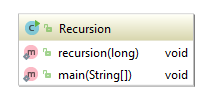 Recursion
recursion(long) void
main(String[]) void